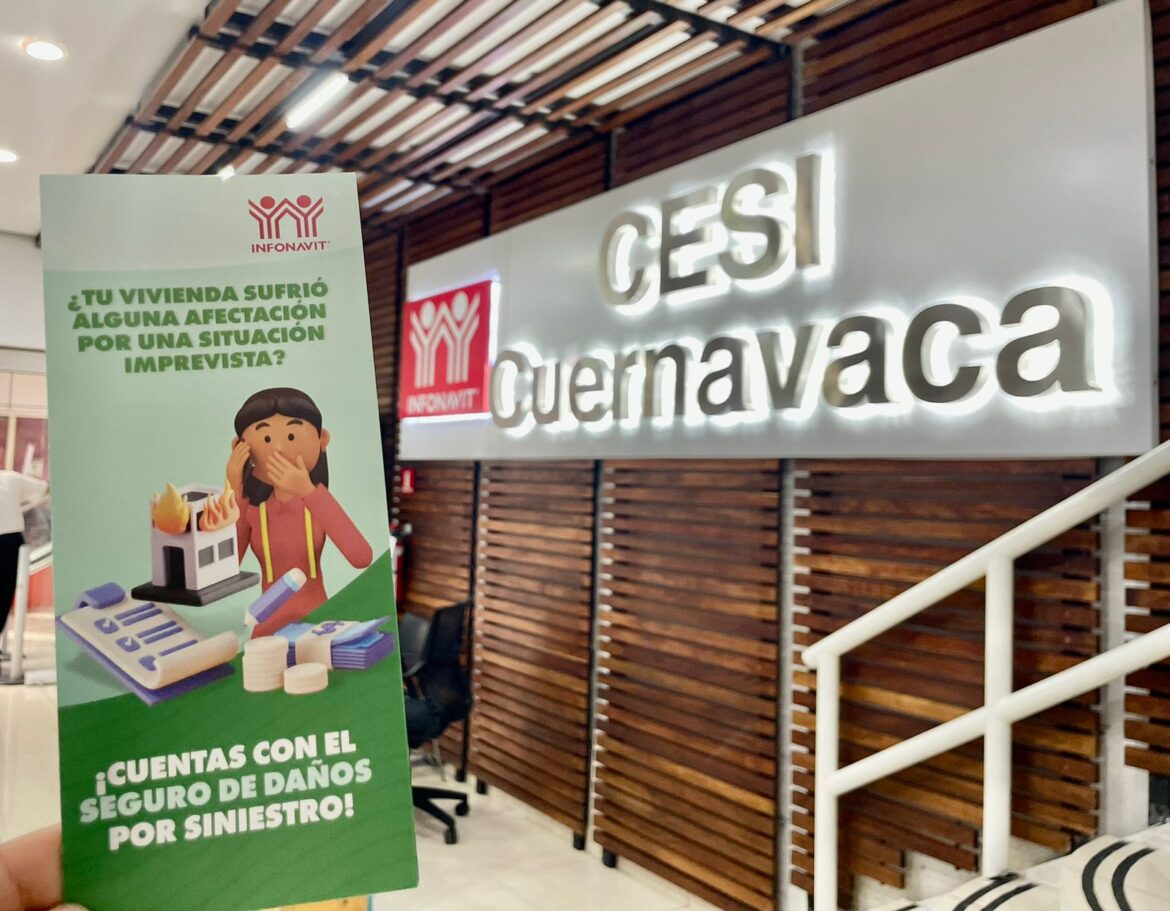 INFONAVIT
¿TU VIVIENDA SUFRIÓ
ALGUNA AFECTACIÓN
POR UNA SITUACIÓN
IMPREVISTA?
¡CUENTAS CON EL
SEGURO DE DAÑOS
POR SINIESTRO!
CESI
Cuernavaca
INFONAVIT